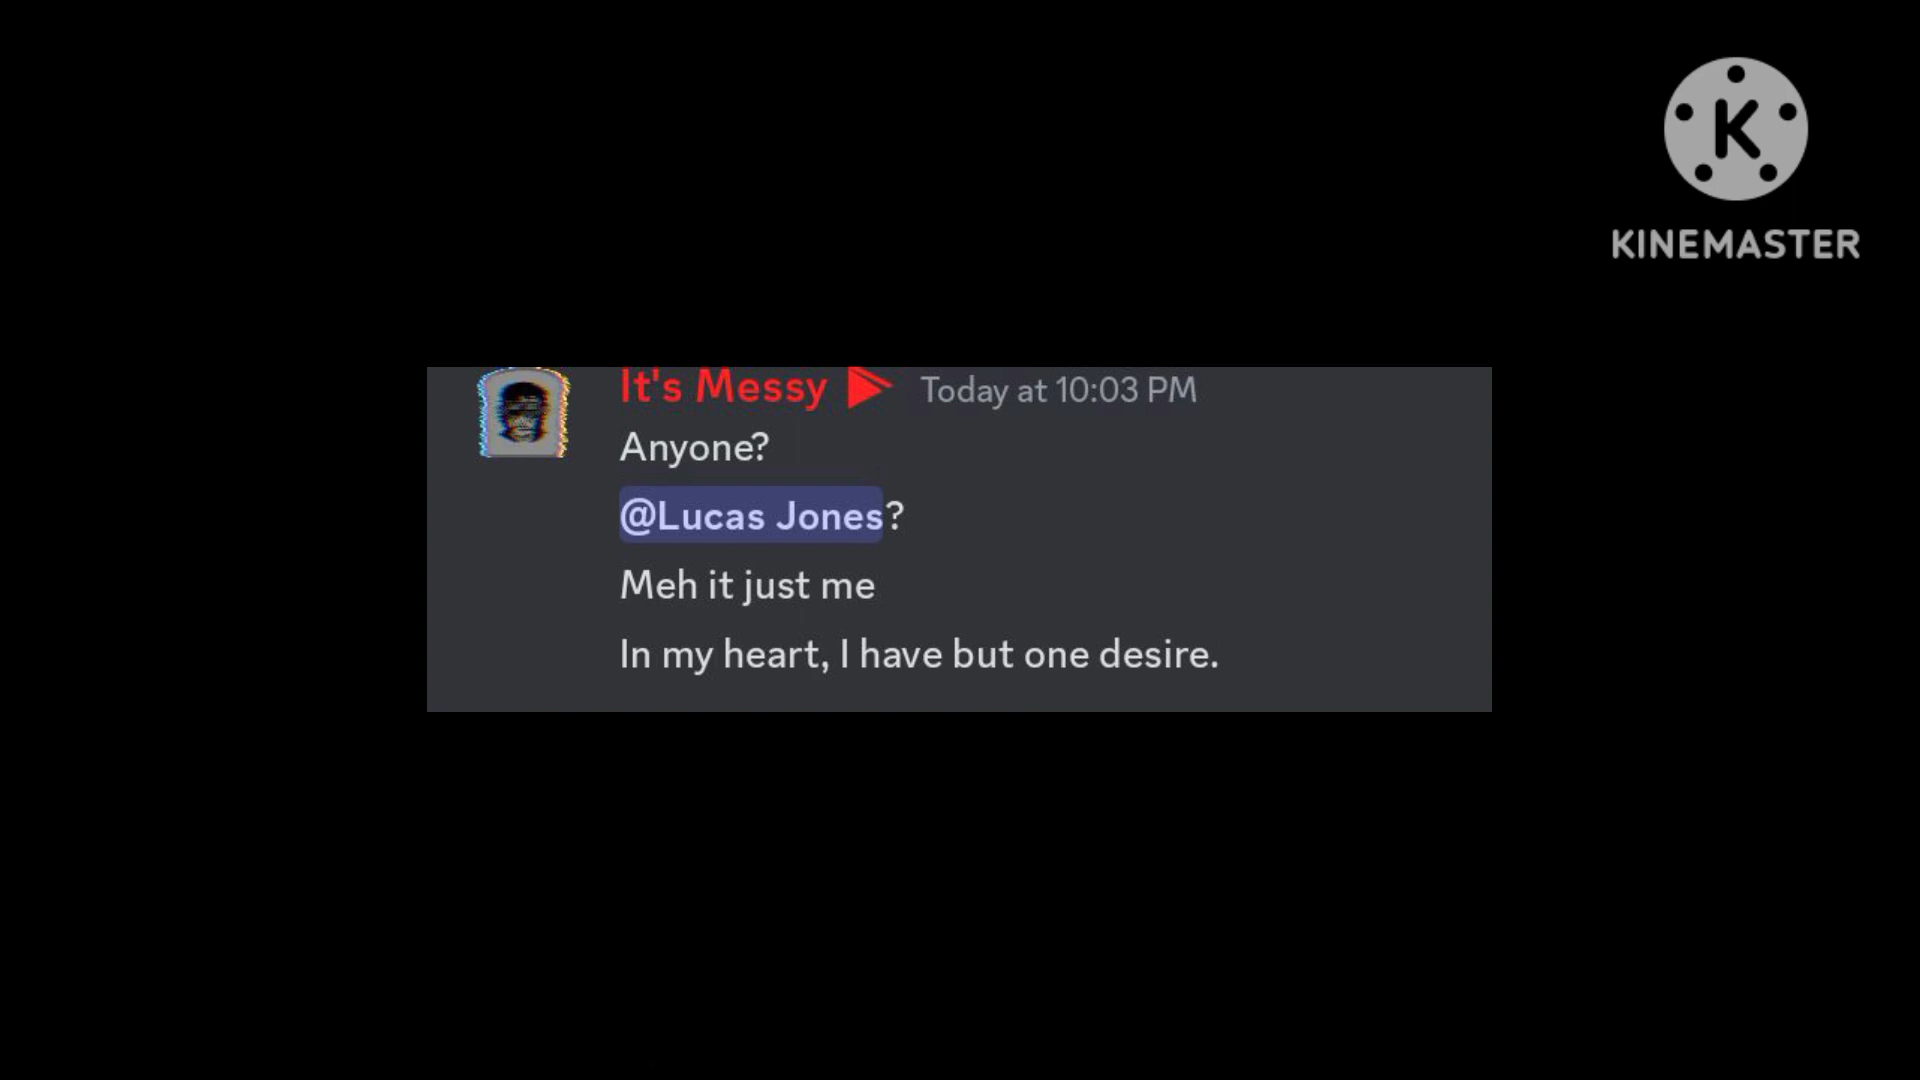 K
KINEMASTER
It's Messy Today at 10:03 PM
Anyone?
@Lucas Jones?
Meh it just me
In my heart, I have but one desire.